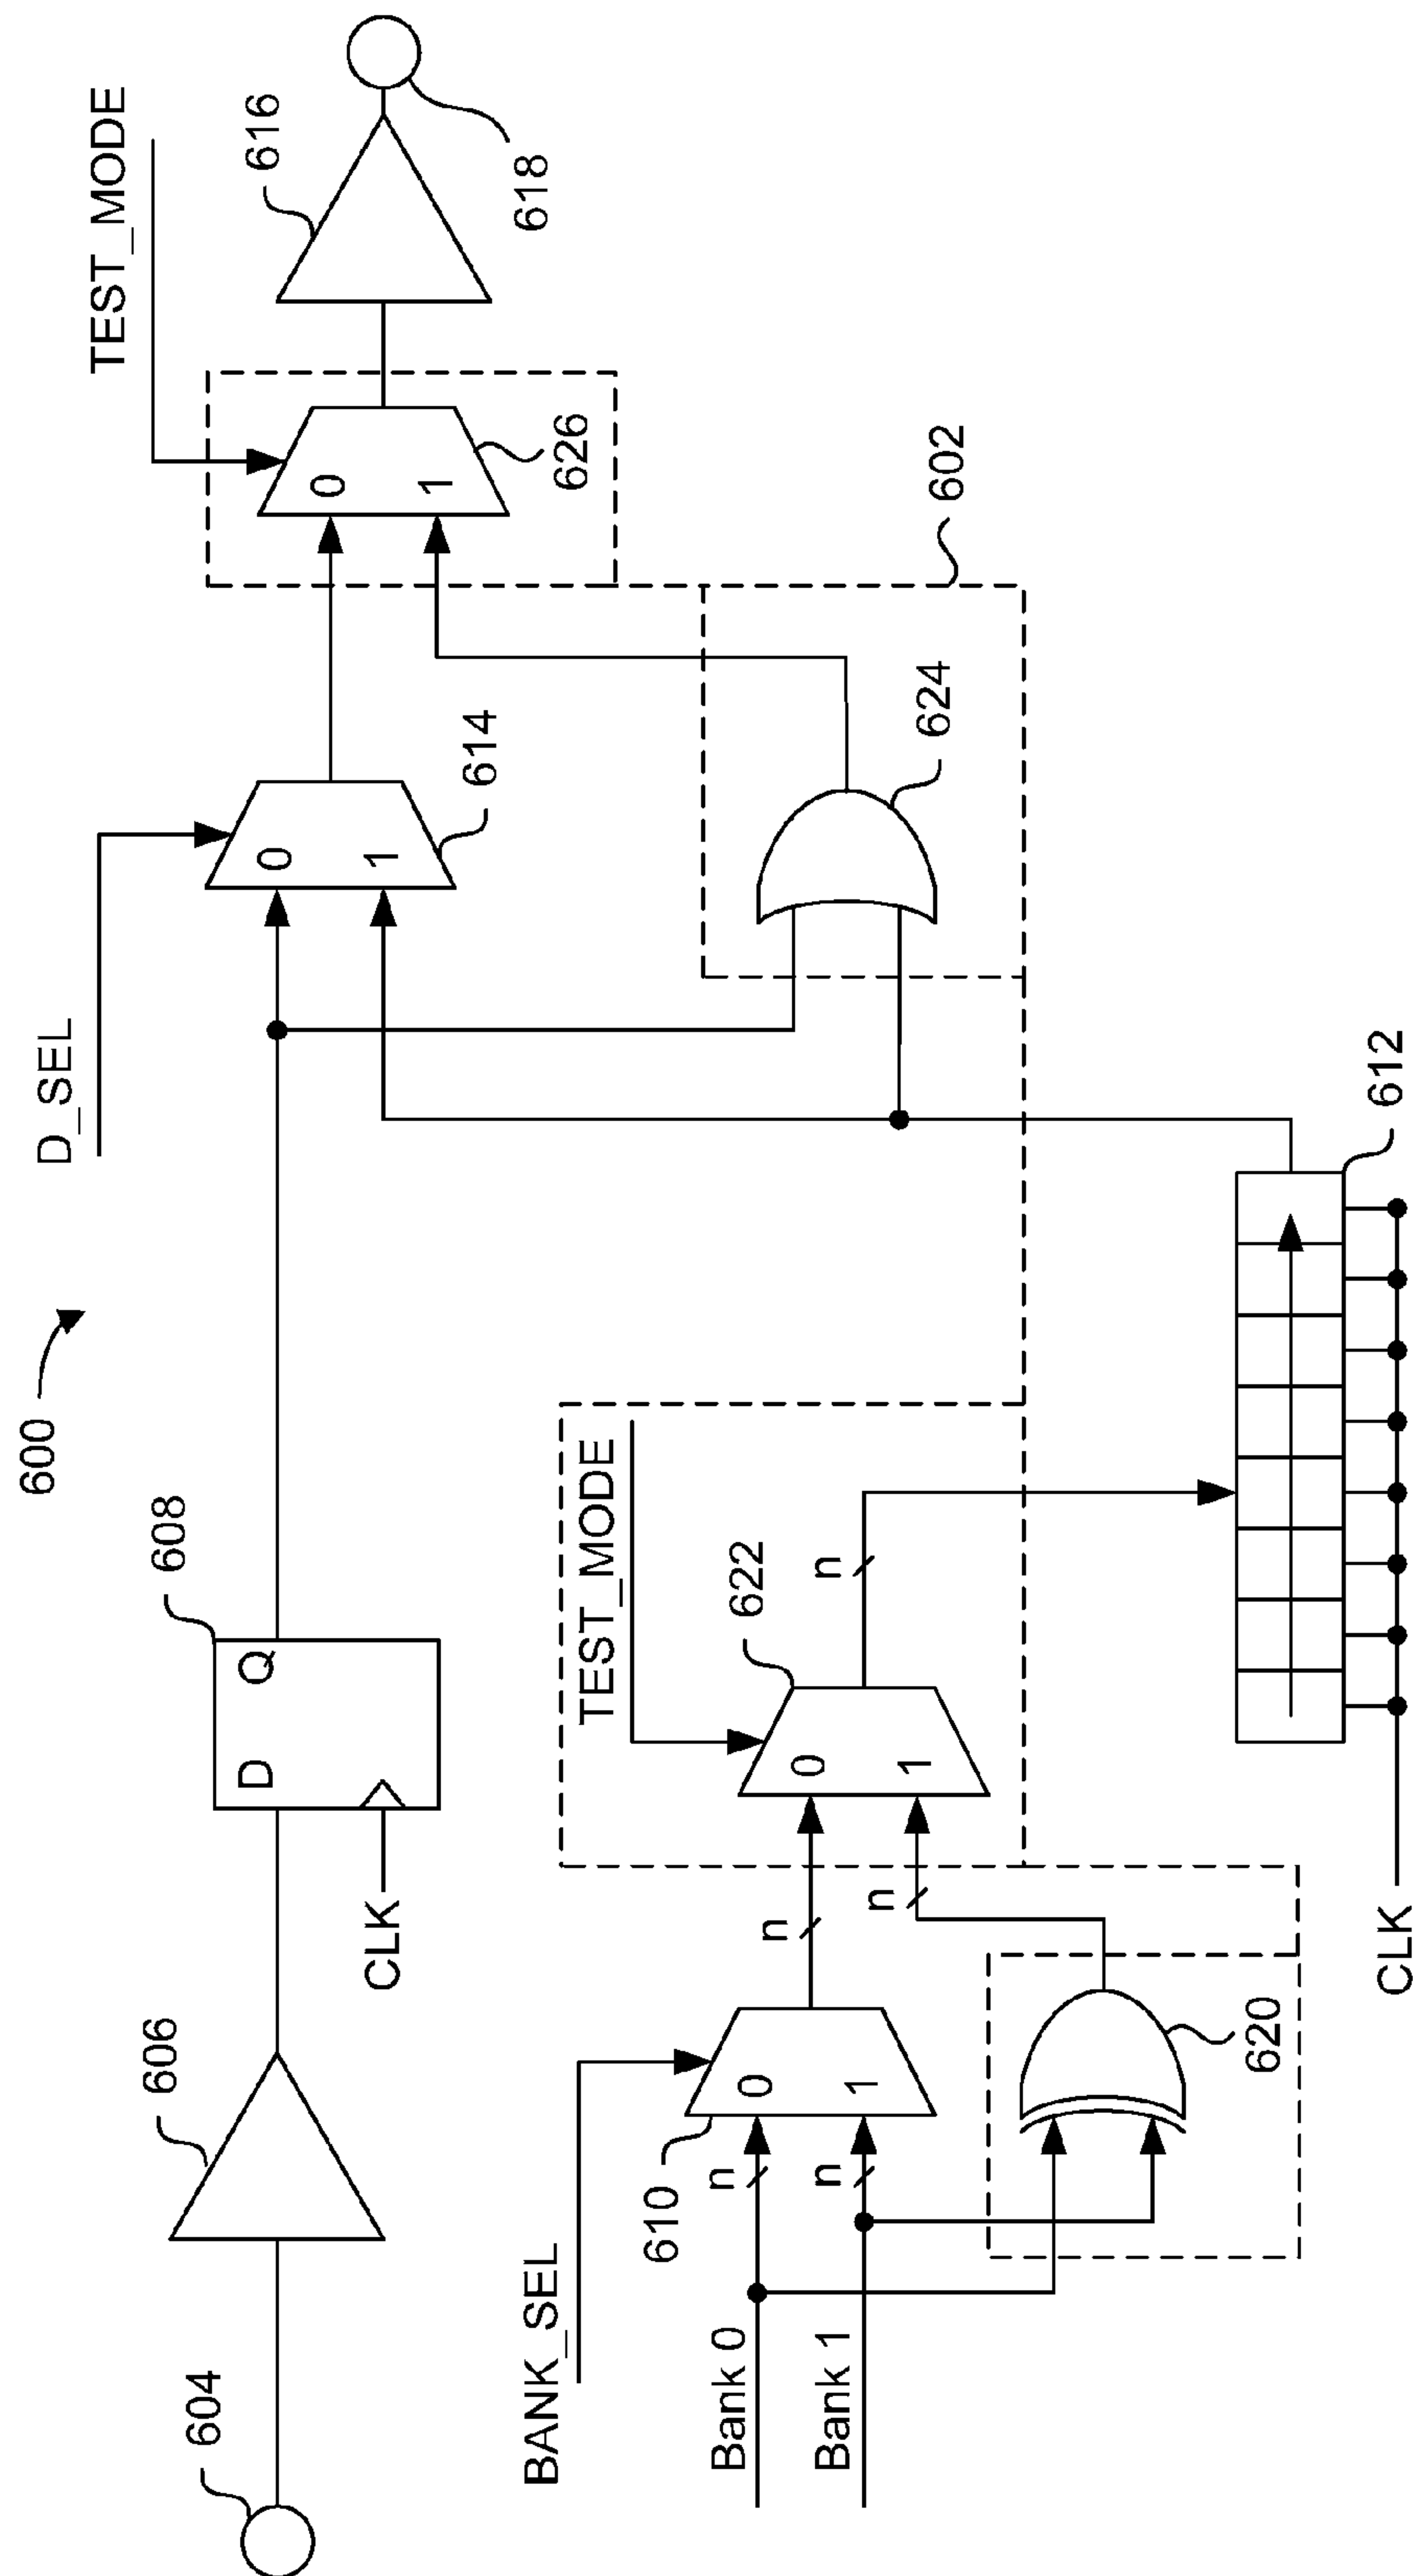 600
D_SEL
TEST_MODE
604
606
608
D Q
CLK
0
1
614
0
1
626
616
618
BANK_SEL
Bank 0
Bank 1
n
n
610
0
1
n
n
TEST_MODE
622
0
1
n
620
624
602
612
CLK